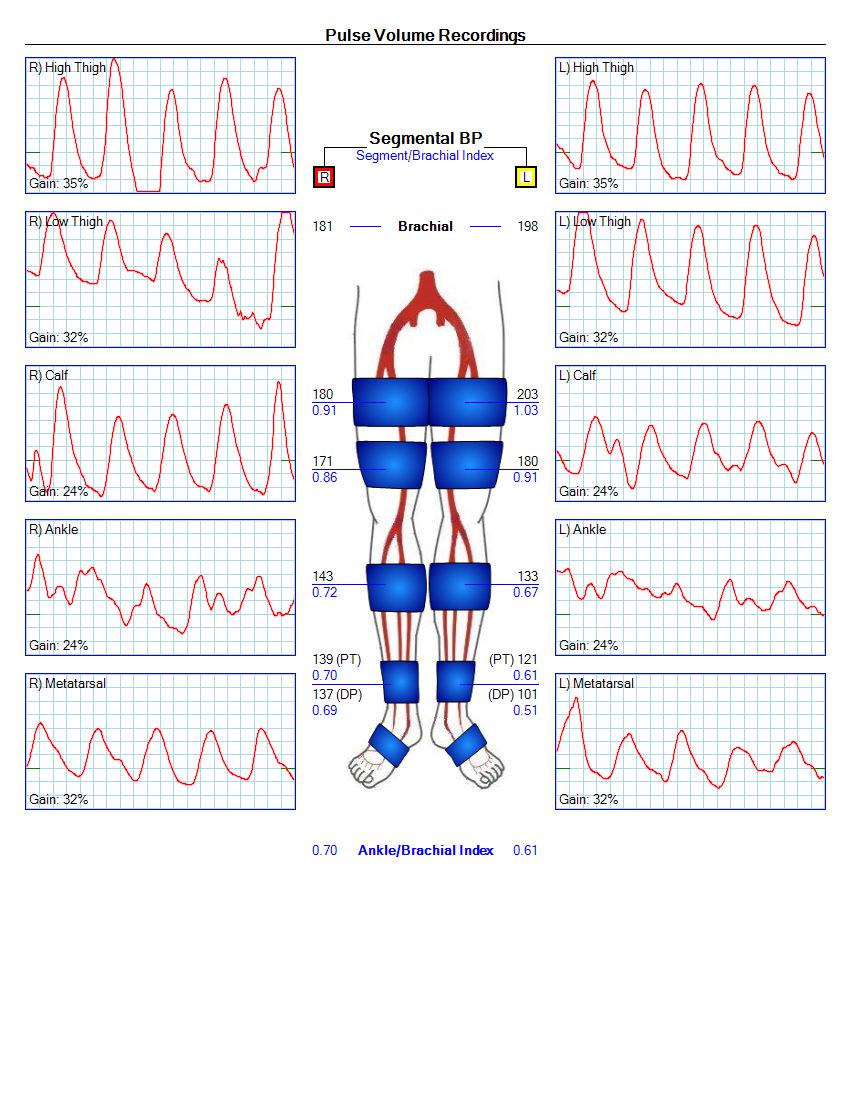 Pulse Volume Recordings
R) High Thigh
Gain: 35%
R) Low Thigh
Gain: 32%
R) Calf
Gain: 24%
R) Ankle
Gain: 24%
R) Metatarsal
Gain: 32%
Segmental BP
Segment/Brachial Index
R L
181 Brachial 198
180 203
0.91 1.03
171 180
0.86 0.91
143 133
0.72 0.67
139 (PT) (PT) 121
0.70 0.61
137 (DP) (DP) 101
0.69 0.51
0.70 Ankle/Brachial Index 0.61
L) High Thigh
Gain: 35%
L) Low Thigh
Gain: 32%
L) Calf
Gain: 24%
L) Ankle
Gain: 24%
L) Metatarsal
Gain: 32%